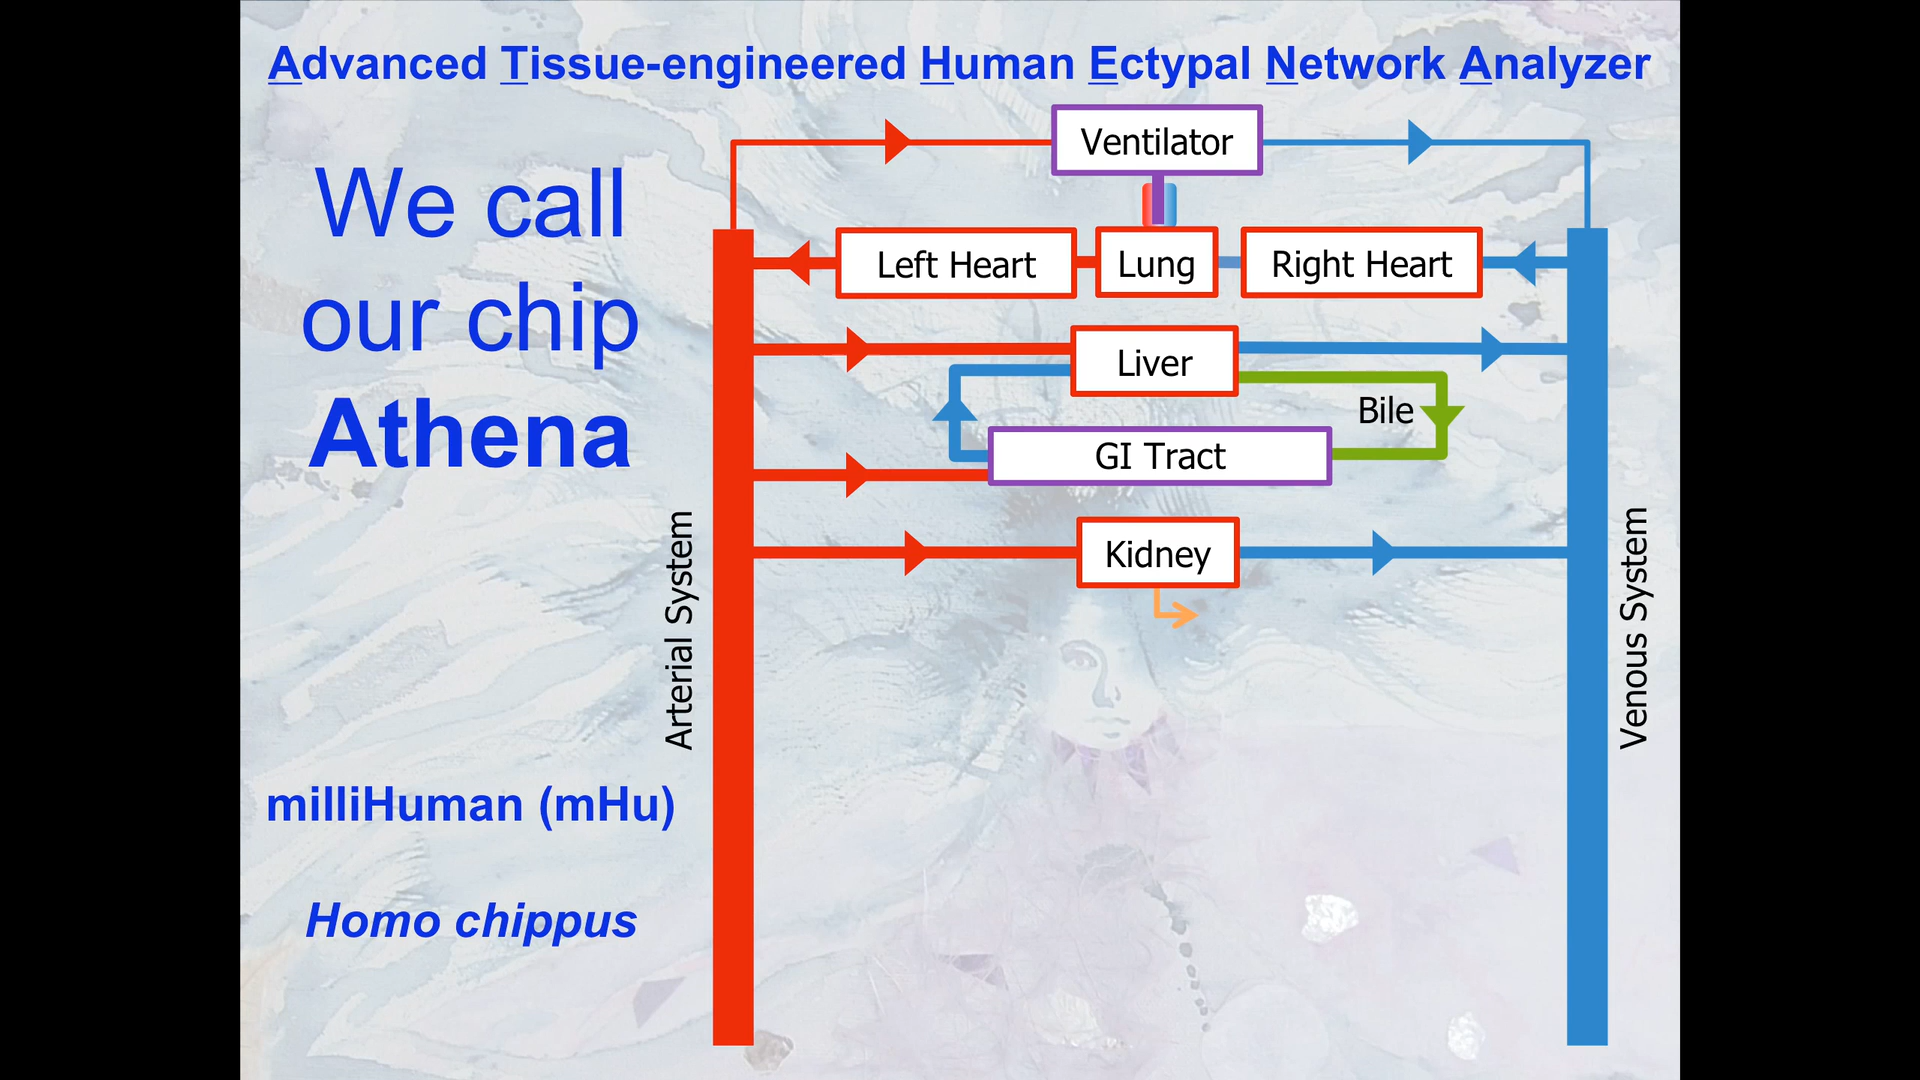 Advanced Tissue-engineered Human Ectypal Network Analyzer
We call
our chip
Athena
milliHuman (mHu)
Homo chippus
Ventilator
Left Heart
Lung
Right Heart
Liver
Bile
GI Tract
Kidney
Arterial System
Venous System